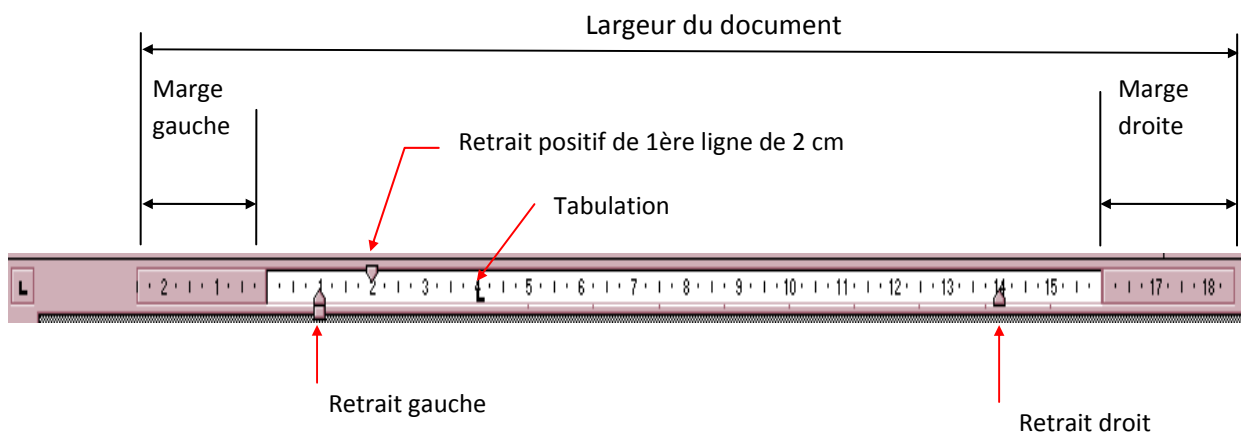 Largeur du document
Marge
gauche
Marge
droite
Retrait positif de 1ère ligne de 2 cm
Tabulation
L 2 1 1 2 3 L 5 6 7 8 9 10 11 12 13 14 15 17 18
Retrait gauche
Retrait droit